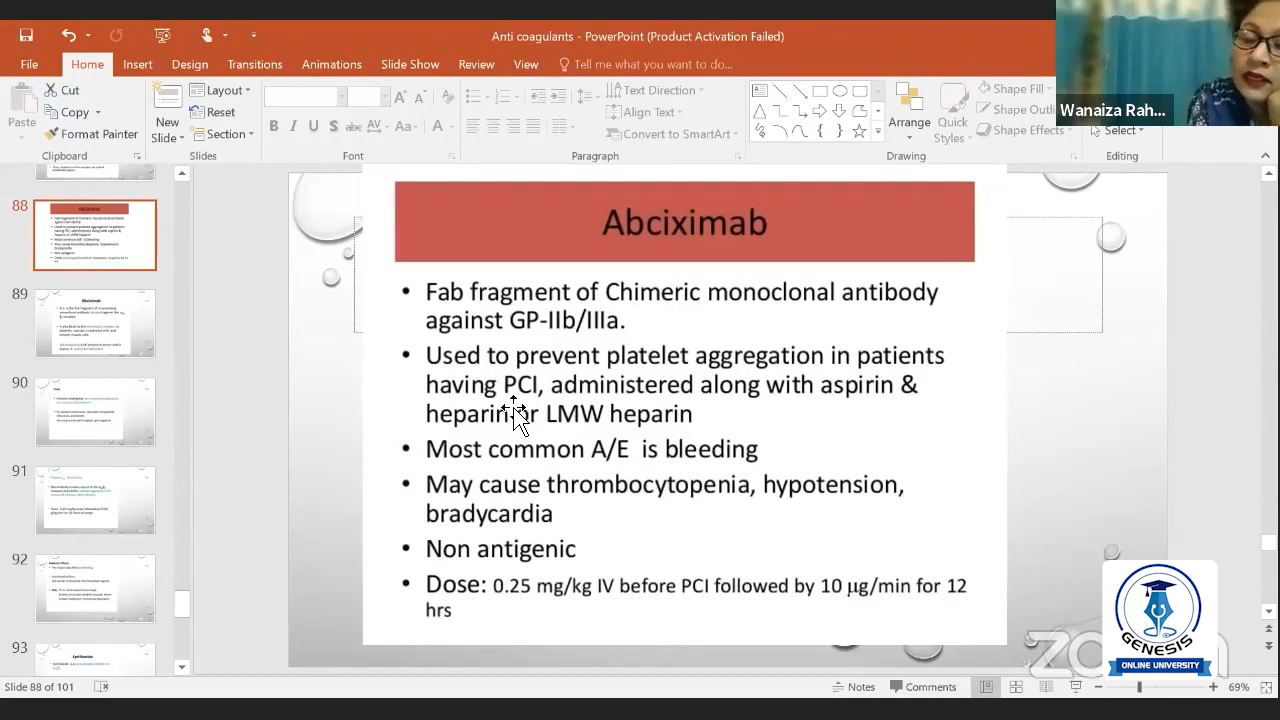 Anti coagulants - PowerPoint (Product Activation Failed)
File Home Insert Design Transitions Animations Slide Show Review View Tell me what you want to do...
Paste
Cut
Copy
Format Painter
Clipboard
New
Slide
Layout
Reset
Section
Slides
B I U S abc AV Aa A
Font
Text Direction
Align Text
Convert to SmartArt
Paragraph
Arrange
Quick
Styles
Shape Fill
Shape Outli
Shape Effects
Drawing
Select
Editing
Wanaiza Rah...
88
89
90
91
92
93
Abciximab
• Fab fragment of Chimeric monoclonal antibody
against GP-IIb/IIIa.
• Used to prevent platelet aggregation in patients
having PCI, administered along with aspirin &
heparin or LMW heparin
• Most common A/E is bleeding
• May cause thrombocytopenia, hypotension,
bradycardia
• Non antigenic
• Dose: 0.25 mg/kg IV before PCI followed by 10 µg/min for 12
hrs
GENESIS
ONLINE UNIVERSITY
zoom
Slide 88 of 101
Notes
Comments
69%